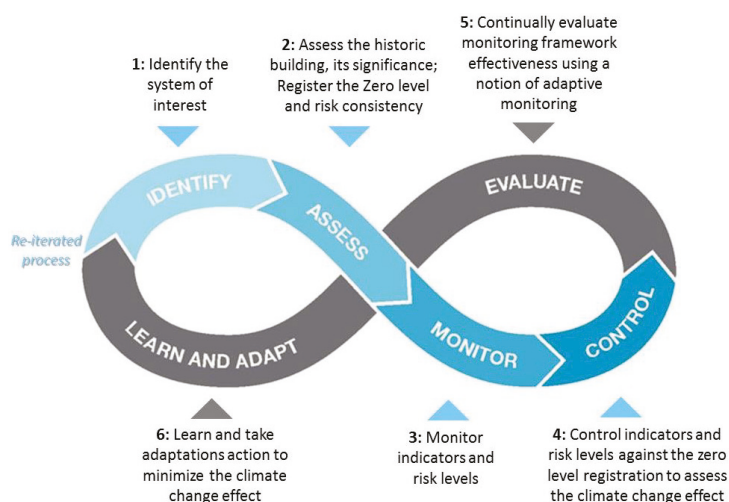 1: Identify the
system of
interest
2: Assess the historic
building, its significance;
Register the Zero level
and risk consistency
5: Continually evaluate
monitoring framework
effectiveness using a
notion of adaptive
monitoring
IDENTIFY
ASSESS
EVALUATE
Re-iterated
process
LEARN AND ADAPT
MONITOR
CONTROL
6: Learn and take
adaptations action to
minimize the climate
change effect
3: Monitor
indicators and
risk levels
4: Control indicators and
risk levels against the zero
level registration to assess
the climate change effect